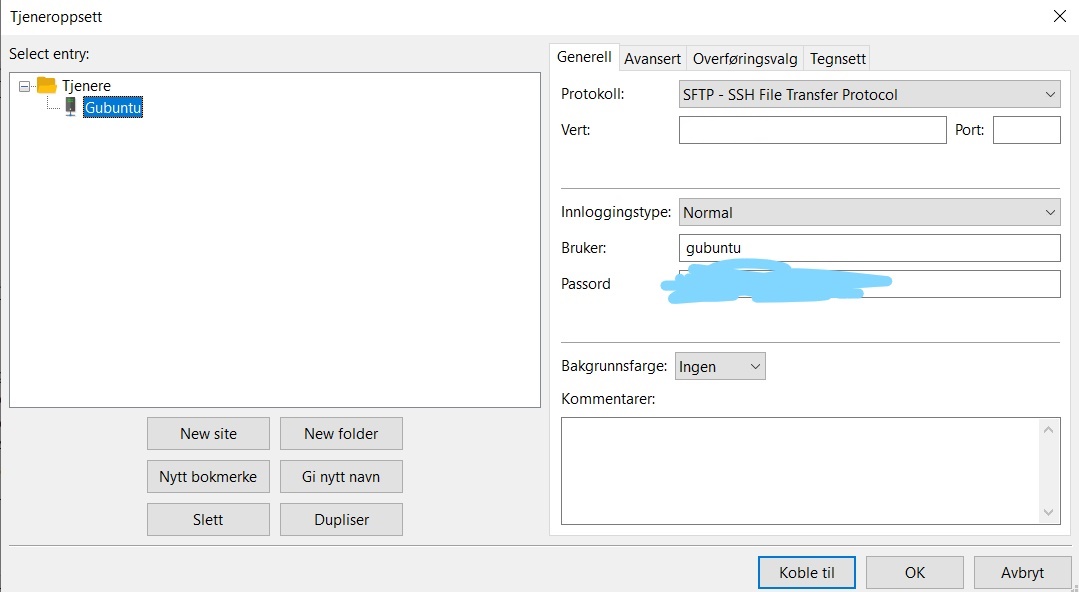 Tjeneroppsett
Select entry:
Tjenere
Gubuntu
New site
New folder
Nytt bokmerke
Gi nytt navn
Slett
Dupliser
Generell
Avansert
Overføringsvalg
Tegnsett
Protokoll:
SFTP - SSH File Transfer Protocol
Vert:
Port:
Innloggingstype:
Normal
Bruker:
gubuntu
Passord
Bakgrunnsfarge:
Ingen
Kommentarer:
Koble til
OK
Avbryt